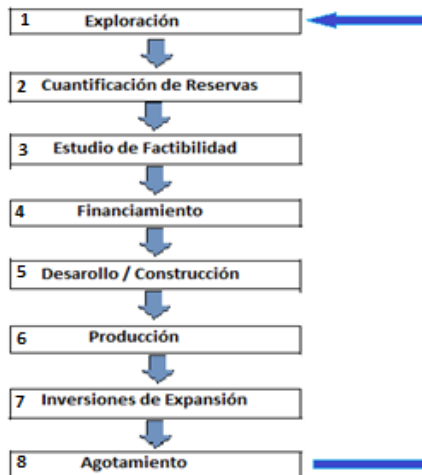 1 Exploración
2 Cuantificación de Reservas
3 Estudio de Factibilidad
4 Financiamiento
5 Desarollo / Construcción
6 Producción
7 Inversiones de Expansión
8 Agotamiento